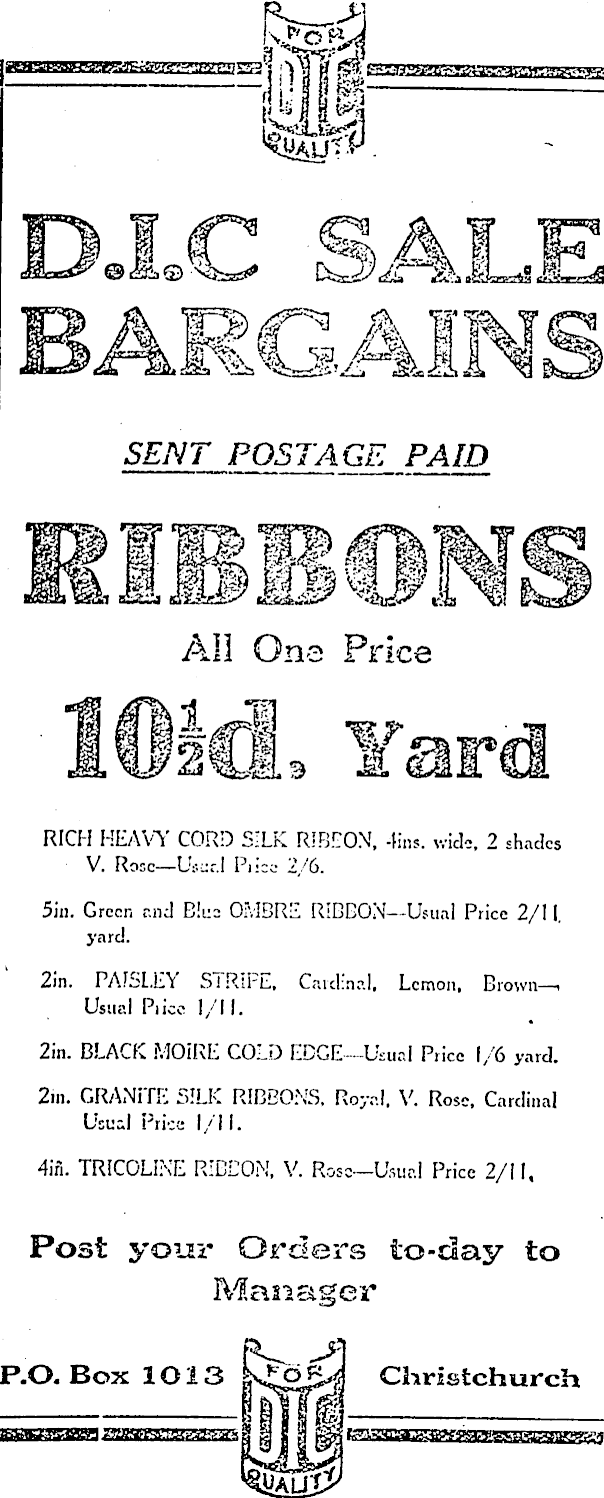 FOR
DIC
QUALITY
D.I.C SALE
BARGAINS
SENT POSTAGE PAID
RIBBONS
All One Price
10½d. Yard
RICH HEAVY CORD SILK RIBBON, 4ins. wide, 2 shades
V. Rose—Usual Price 2/6.
5in. Green and Blue OMBRE RIBBON—Usual Price 2/11
yard.
2in. PAISLEY STRIPE, Cardinal, Lemon, Brown—
Usual Price 1/11.
2in. BLACK MOIRE GOLD EDGE—Usual Price 1/6 yard.
2in. GRANITE SILK RIBBONS, Royal, V. Rose, Cardinal
Usual Price 1/11.
4in. TRICOLINE RIBBON, V. Rose—Usual Price 2/11.
Post your Orders to-day to
Manager
P.O. Box 1013
FOR
DIC
QUALITY
Christchurch